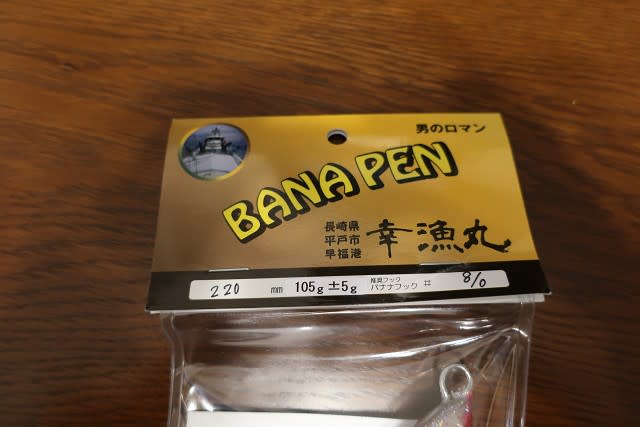 男のロマン
BANA PEN
長崎県
平戸市
早福港
幸漁丸
220 mm 105g ±5g 推奨フック バナナフック # 8/0